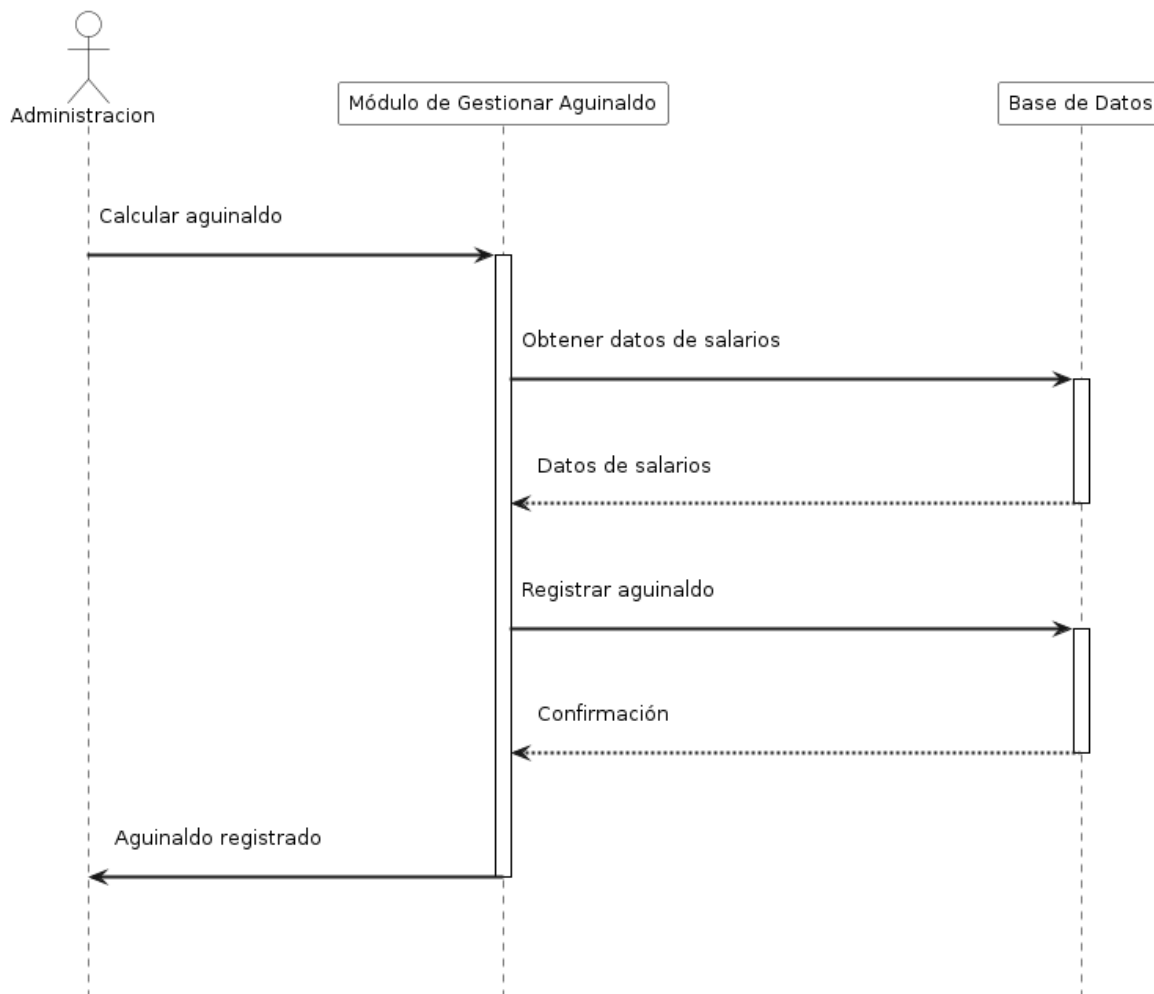 Administracion
Módulo de Gestionar Aguinaldo
Base de Datos
Calcular aguinaldo
Obtener datos de salarios
Datos de salarios
Registrar aguinaldo
Confirmación
Aguinaldo registrado